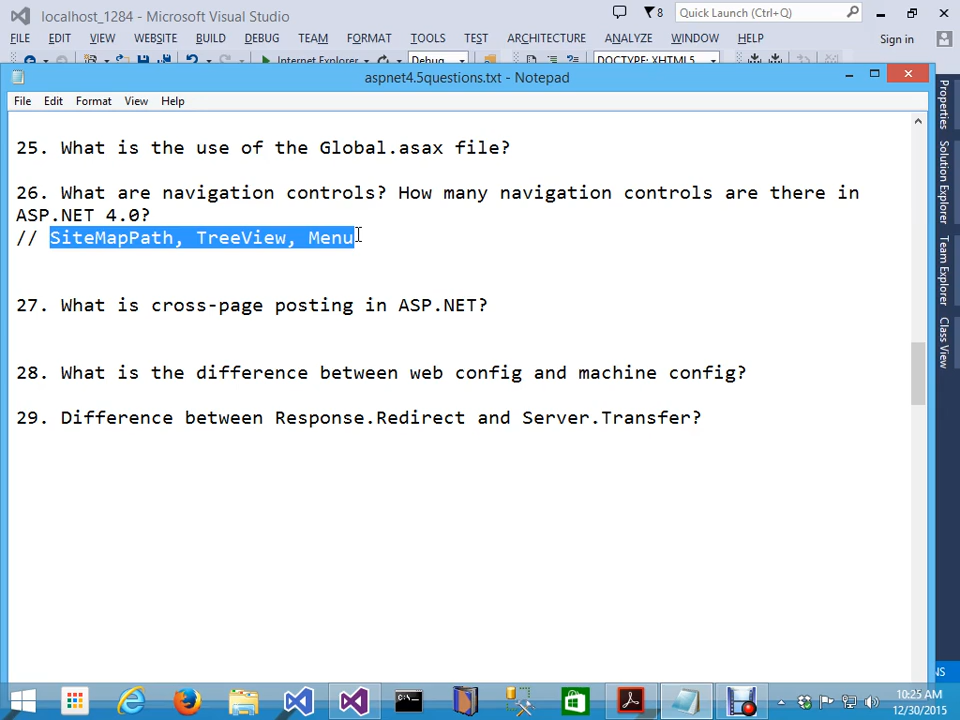 localhost_1284 - Microsoft Visual Studio
8
Quick Launch (Ctrl+Q)
FILE EDIT VIEW WEBSITE BUILD DEBUG TEAM FORMAT TOOLS TEST ARCHITECTURE ANALYZE WINDOW HELP Sign in
Internet Explorer Debug DOCTYPE: XHTML5
aspnet4.5questions.txt - Notepad
File Edit Format View Help
25. What is the use of the Global.asax file?
26. What are navigation controls? How many navigation controls are there in
ASP.NET 4.0?
// SiteMapPath, TreeView, Menu
27. What is cross-page posting in ASP.NET?
28. What is the difference between web config and machine config?
29. Difference between Response.Redirect and Server.Transfer?
Properties
Solution Explorer
Team Explorer
Class View
NS
10:25 AM
12/30/2015